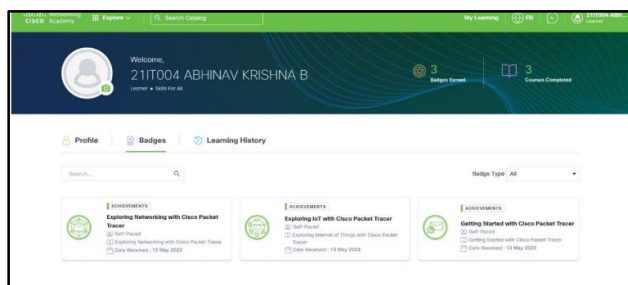 Networking
CISCO Academy
Explore
Search Catalog
My Learning
EN
21IT004 ABH...
Learner
Welcome,
21IT004 ABHINAV KRISHNA B
Learner • Skills For All
3
Badges Earned
3
Courses Completed
Profile
Badges
Learning History
Search...
Badge Type All
ACHIEVEMENTS
Exploring Networking with Cisco Packet
Tracer
Self-Paced
Exploring Networking with Cisco Packet Tracer
Date Received : 13 May 2023
ACHIEVEMENTS
Exploring IoT with Cisco Packet Tracer
Self-Paced
Exploring Internet of Things with Cisco Packet
Tracer
Date Received : 13 May 2023
ACHIEVEMENTS
Getting Started with Cisco Packet Tracer
Self-Paced
Getting Started with Cisco Packet Tracer
Date Received : 13 May 2023